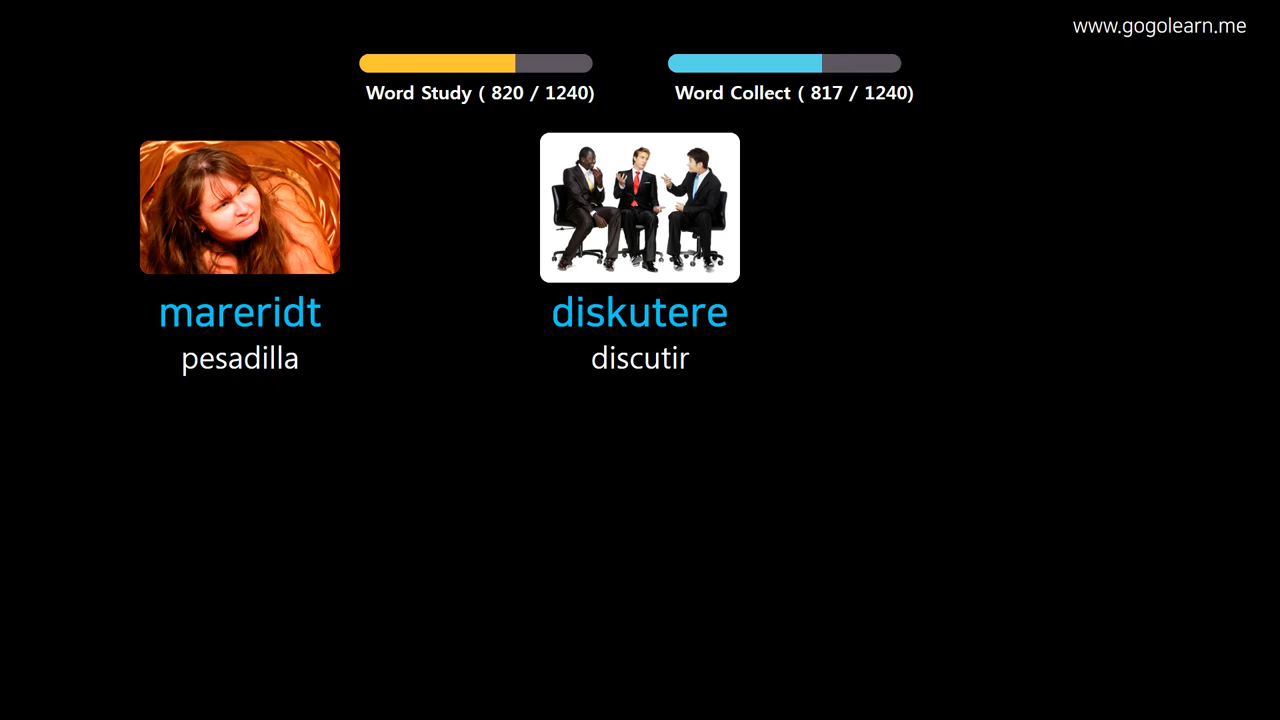 www.gogolearn.me
Word Study ( 820 / 1240)
Word Collect ( 817 / 1240)
mareridt
diskutere
pesadilla
discutir